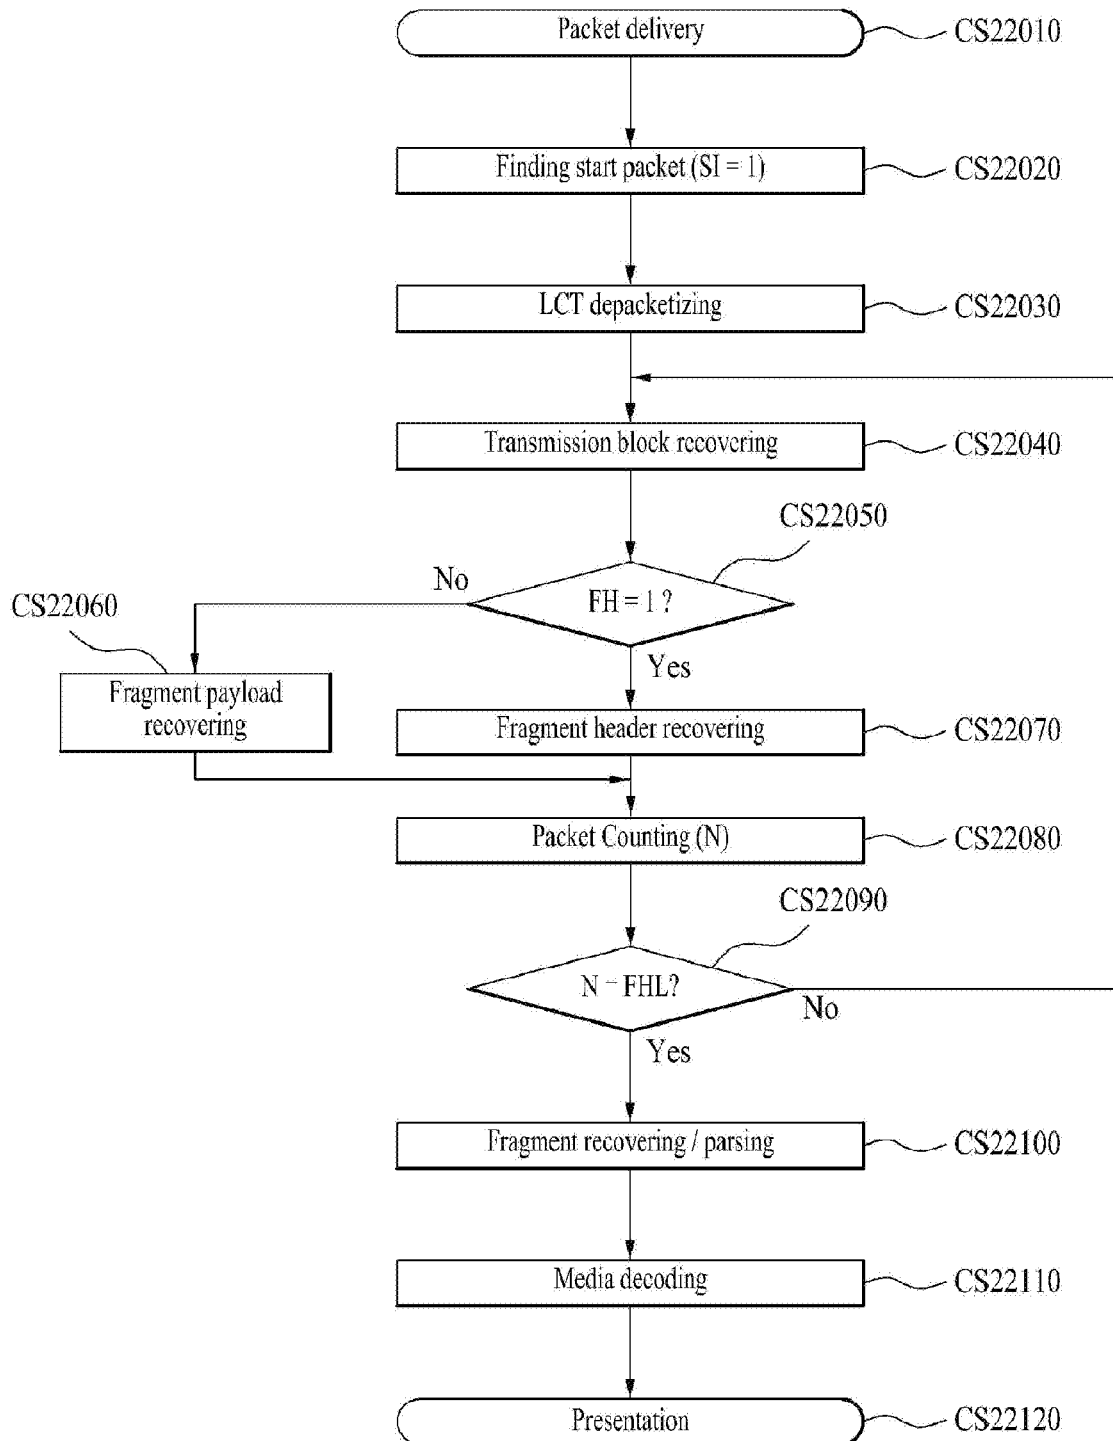 Packet delivery
CS22010
Finding start packet (SI = 1)
CS22020
LCT depacketizing
CS22030
Transmission block recovering
CS22040
CS22050
FH = 1 ?
No
Yes
CS22060
Fragment payload
recovering
Fragment header recovering
CS22070
Packet Counting (N)
CS22080
CS22090
N = FHL?
No
Yes
Fragment recovering / parsing
CS22100
Media decoding
CS22110
Presentation
CS22120